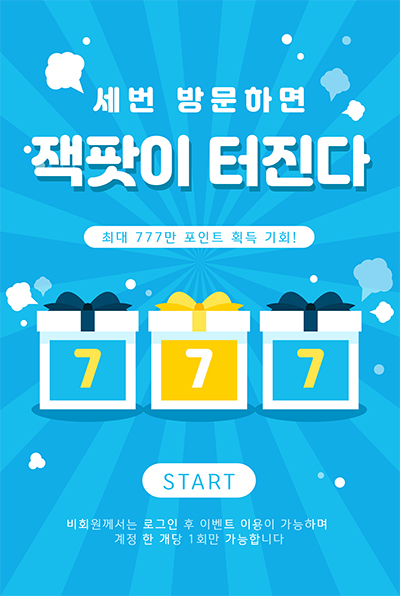 세번 방문하면
잭팟이 터진다
최대 777만 포인트 획득 기회!
7 7 7
START
비회원께서는 로그인 후 이벤트 이용이 가능하며
계정 한 개당 1회만 가능합니다